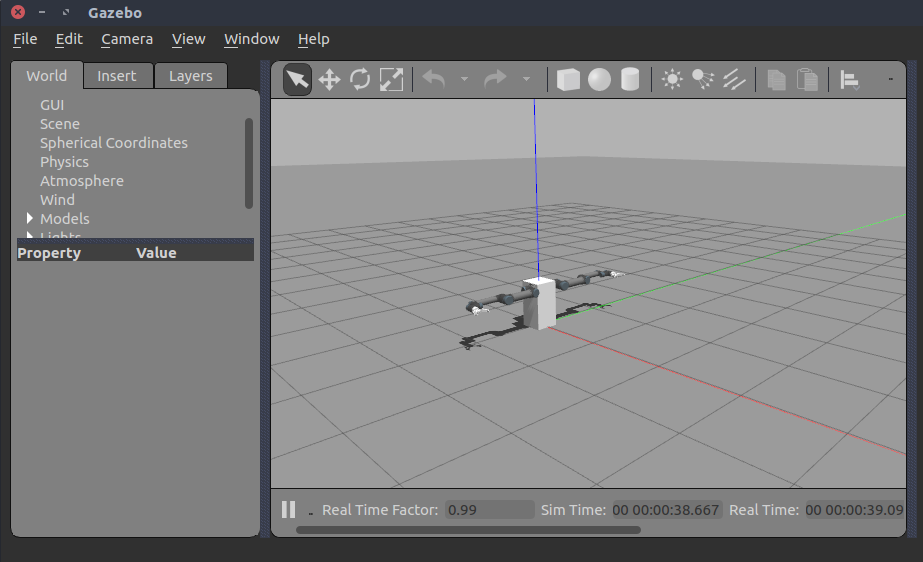 Gazebo
File Edit Camera View Window Help
World Insert Layers
GUI
Scene
Spherical Coordinates
Physics
Atmosphere
Wind
Models
Lights
Property Value
Real Time Factor: 0.99 Sim Time: 00 00:00:38.667 Real Time: 00 00:00:39.09